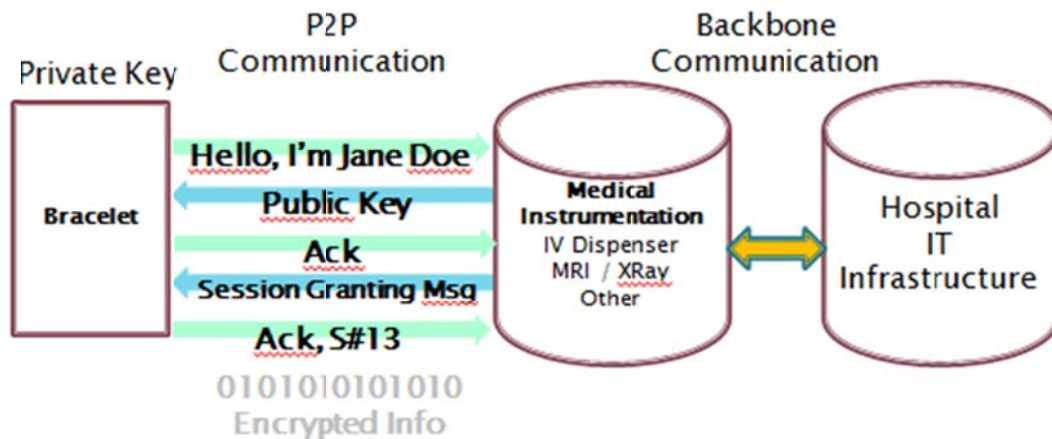 P2P
Communication
Backbone
Communication
Private Key
Bracelet
Hello, I'm Jane Doe
Public Key
Ack
Session Granting Msg
Ack, S#13
0101010101010
Encrypted Info
Medical
Instrumentation
IV Dispenser
MRI / XRay
Other
Hospital
IT
Infrastructure